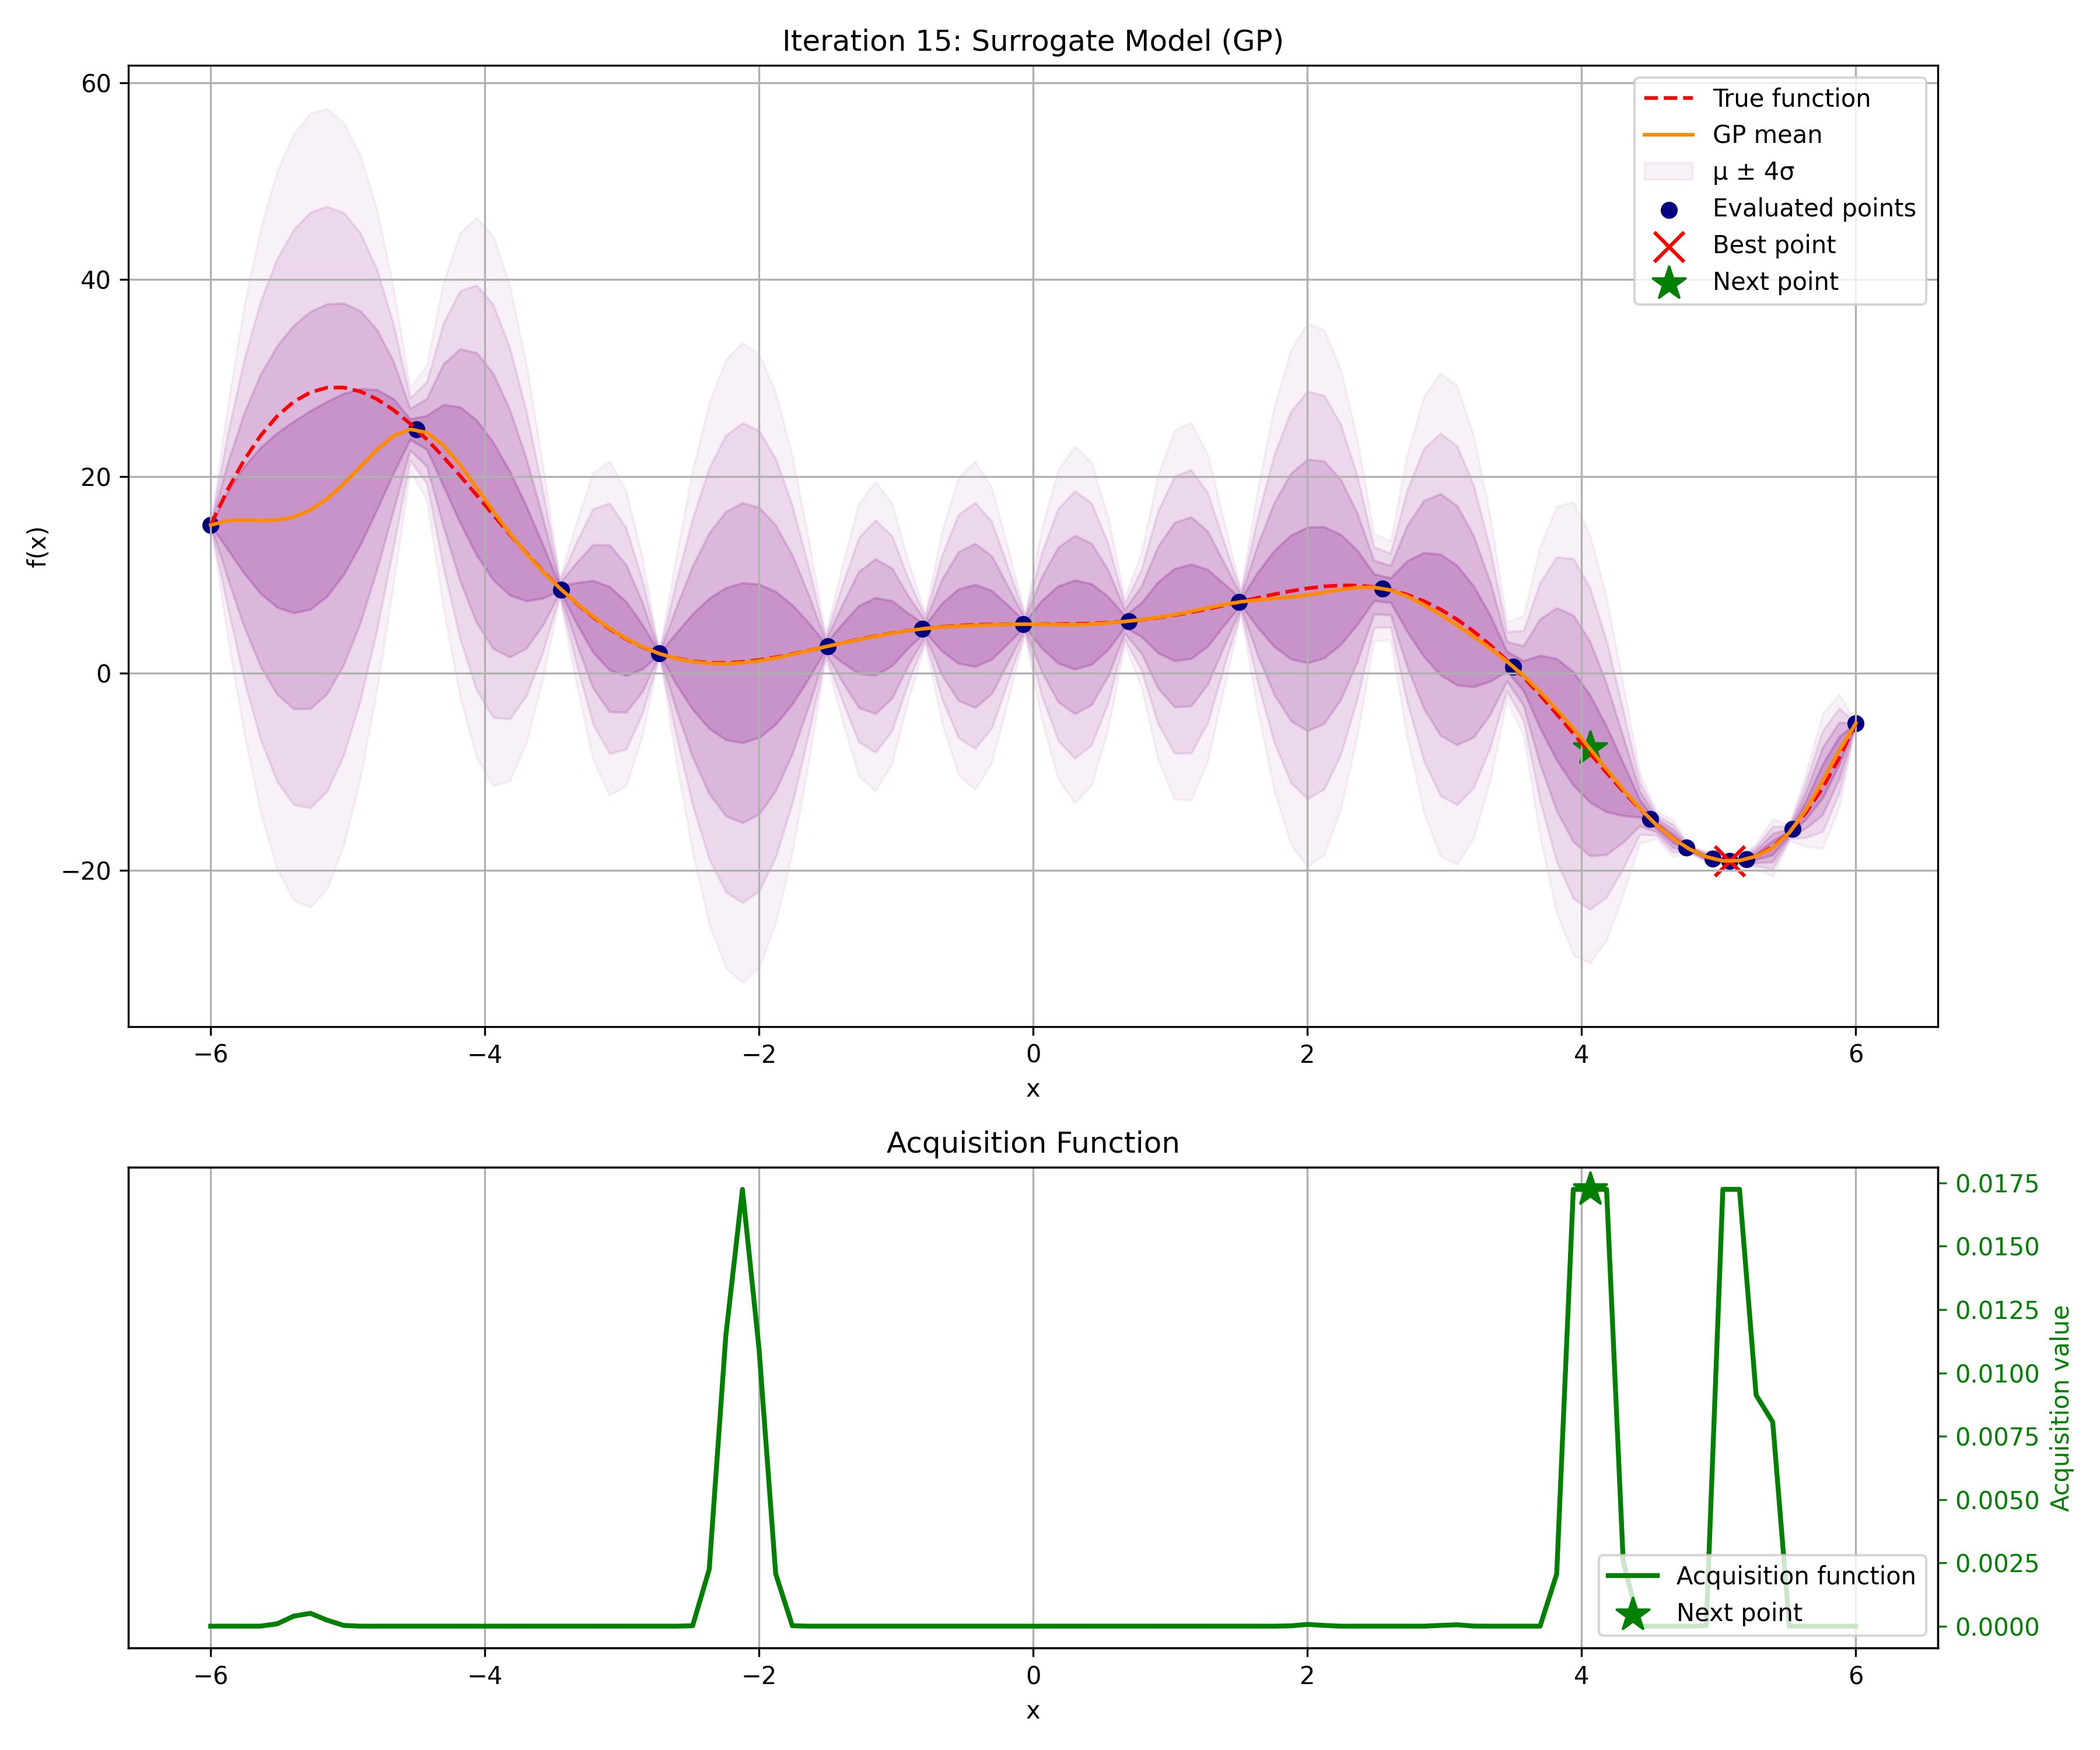 Iteration 15: Surrogate Model (GP)
60
40
20
0
−20
f(x)
True function
GP mean
μ ± 4σ
Evaluated points
Best point
Next point
−6 −4 −2 0 2 4 6
x
Acquisition Function
0.0175
0.0150
0.0125
0.0100
0.0075
0.0050
0.0025
0.0000
Acquisition value
Acquisition function
Next point
−6 −4 −2 0 2 4 6
x